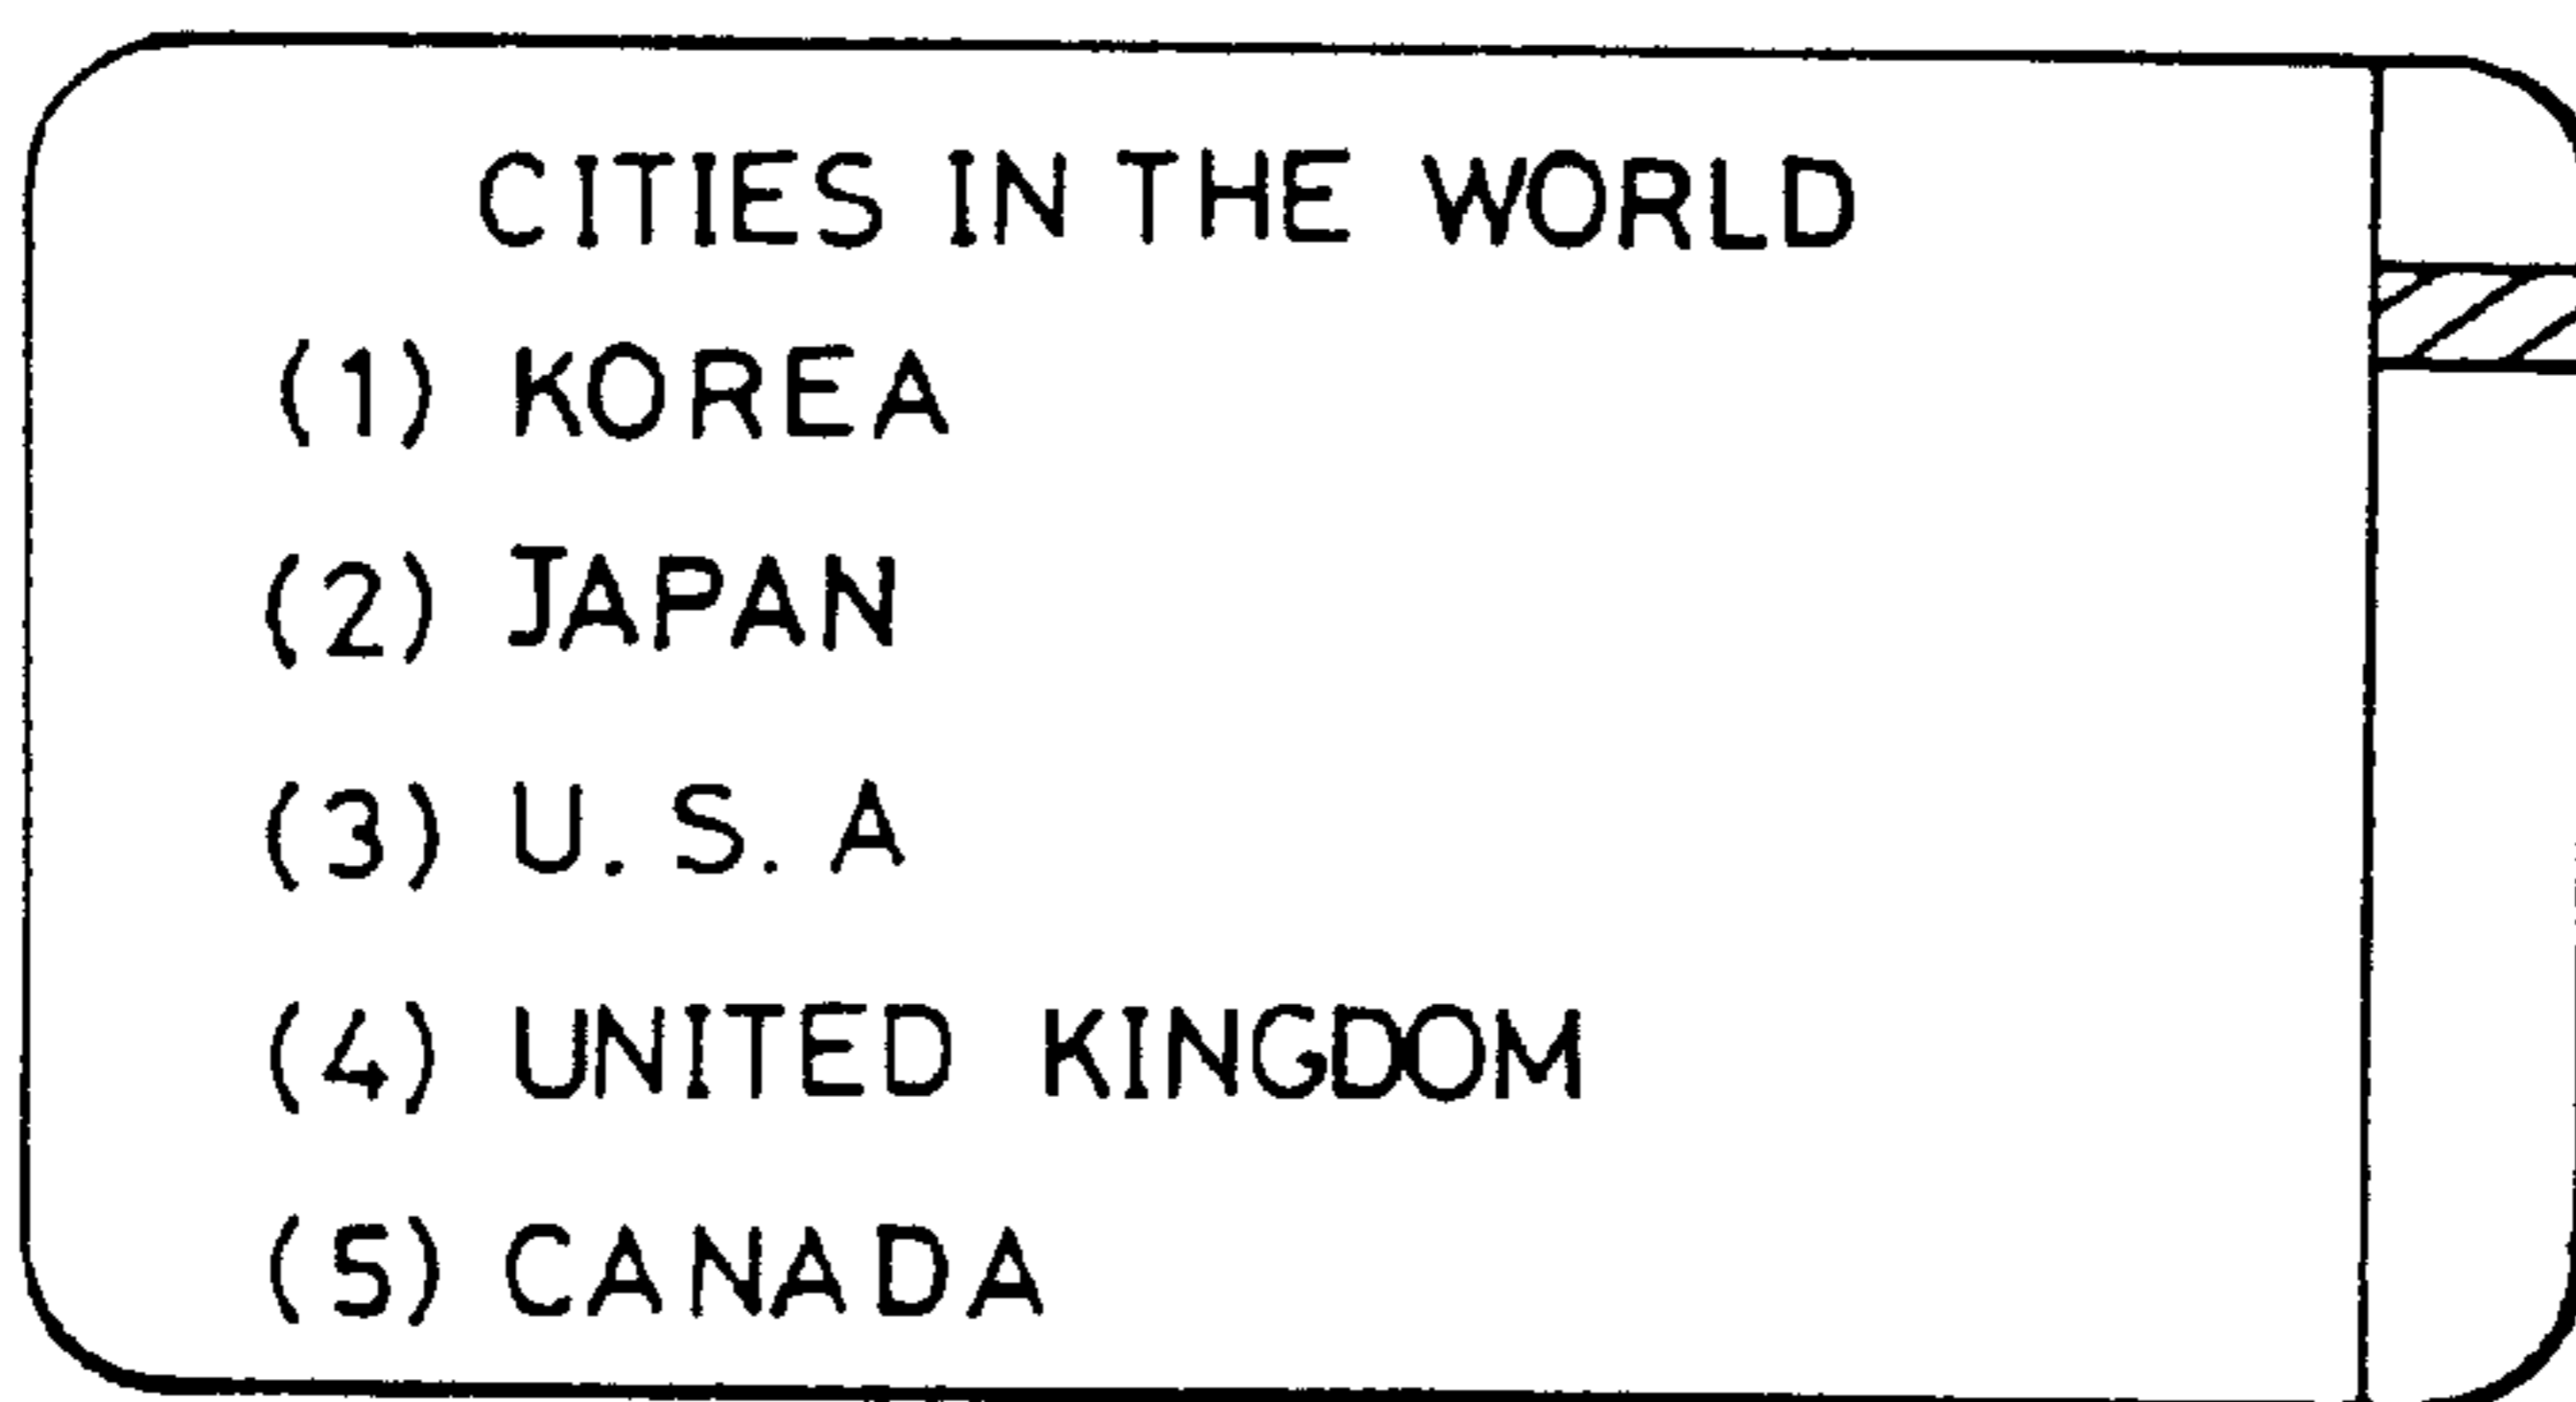 CITIES IN THE WORLD
(1) KOREA
(2) JAPAN
(3) U.S.A
(4) UNITED KINGDOM
(5) CANADA